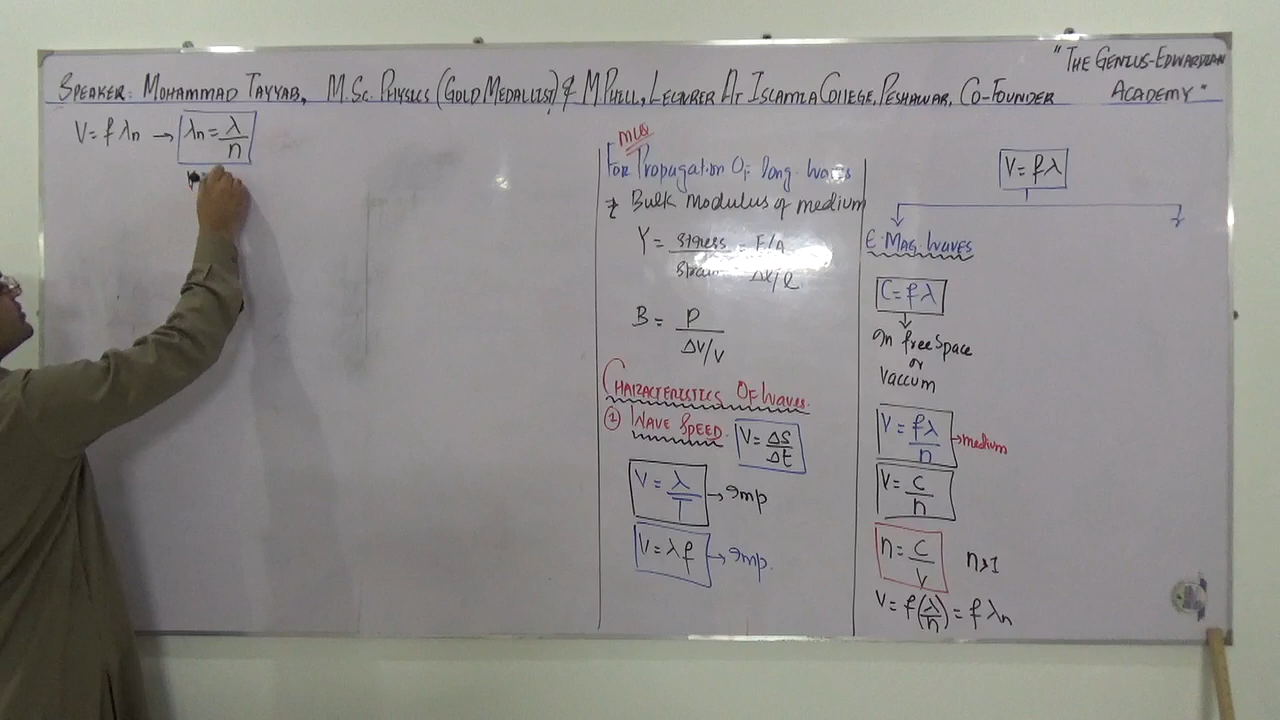 "THE GENIUS-EDWARDIAN
ACADEMY"
SPEAKER: MOHAMMAD TAYYAB, M.Sc. PHYSICS (GOLD MEDALLIST) & M PHILL, LECTURER AT ISLAMIA COLLEGE, PESHAWAR, CO-FOUNDER
V = f λn → λn = λ/n
MCQ
FOR Propagation OF Long. Waves
Bulk Modulus of medium
Y = Stress/Strain = F/A / Δl/l
B = P / ΔV/V
CHARACTERISTICS OF Waves.
① WAVE SPEED. V = ΔS/Δt
V = λ/T → Imp
V = λf → Imp.
V = fλ
E. MAG. WAVES
C = fλ
In free Space
or
Vaccum
V = fλ/n → medium
V = C/n
n = C/V n>1
V = f(λ/n) = f λn